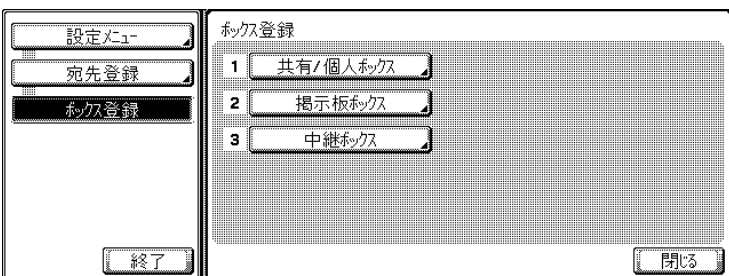 設定ﾒﾆｭｰ
宛先登録
ﾎﾞｯｸｽ登録
終了
ﾎﾞｯｸｽ登録
1 共有/個人ﾎﾞｯｸｽ
2 掲示板ﾎﾞｯｸｽ
3 中継ﾎﾞｯｸｽ
閉じる